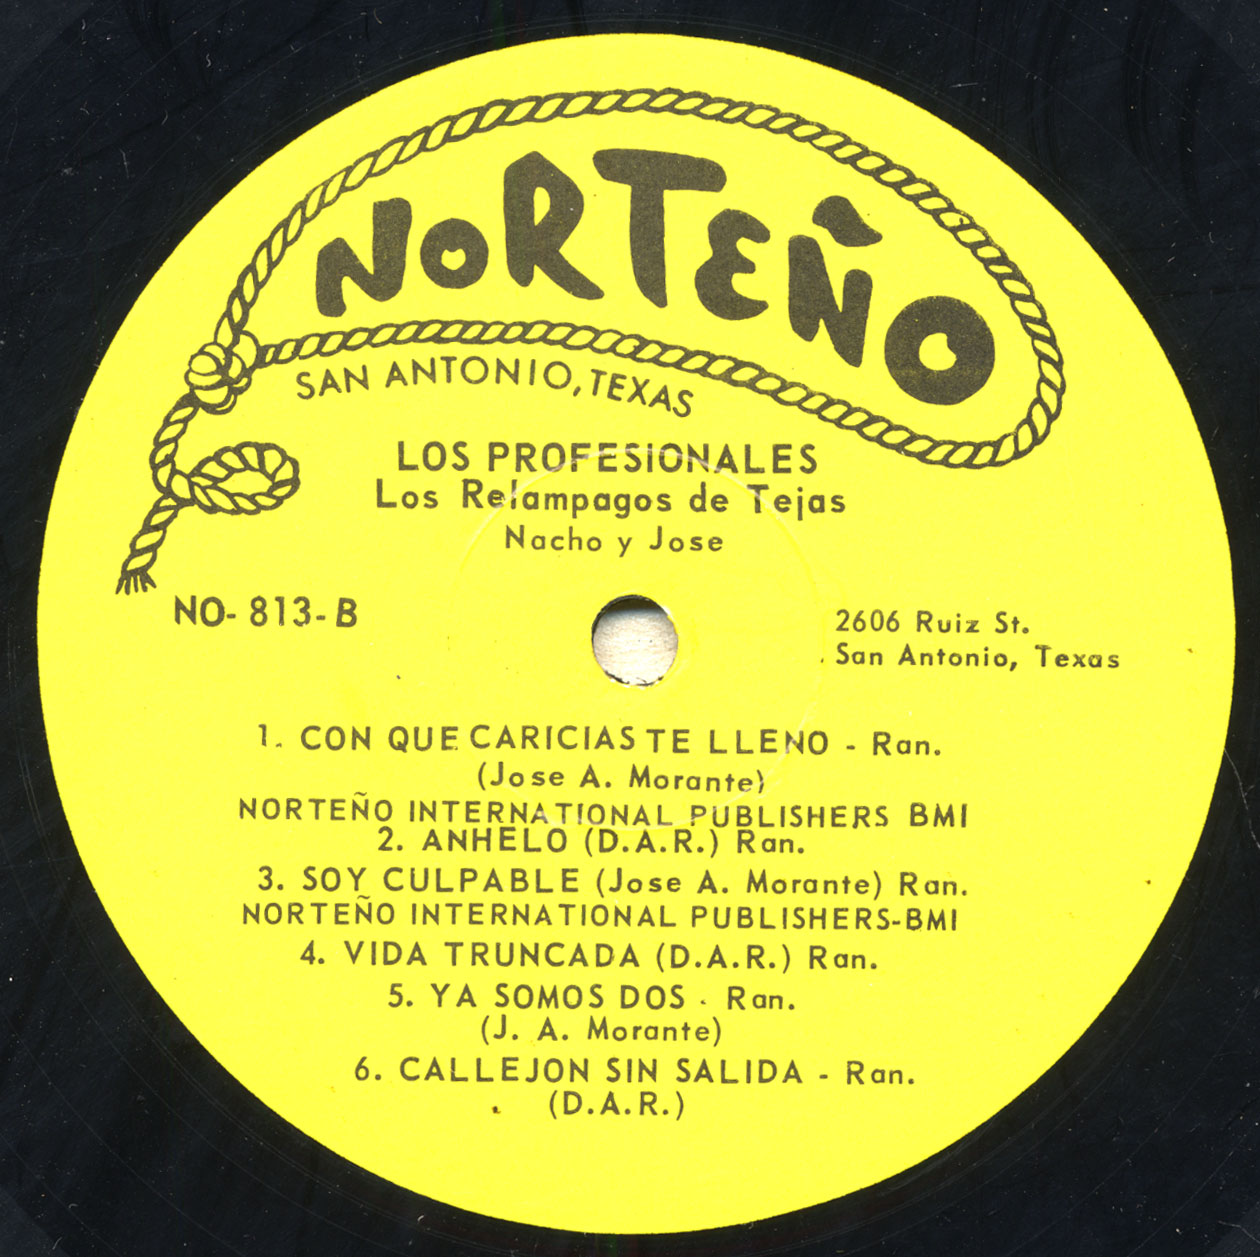 NORTEÑO
SAN ANTONIO, TEXAS
LOS PROFESIONALES
Los Relampagos de Tejas
Nacho y Jose
NO-813-B
2606 Ruiz St.
San Antonio, Texas
1. CON QUE CARICIAS TE LLENO - Ran.
(Jose A. Morante)
NORTEÑO INTERNATIONAL PUBLISHERS BMI
2. ANHELO (D.A.R.) Ran.
3. SOY CULPABLE (Jose A. Morante) Ran.
NORTEÑO INTERNATIONAL PUBLISHERS-BMI
4. VIDA TRUNCADA (D.A.R.) Ran.
5. YA SOMOS DOS - Ran.
(J. A. Morante)
6. CALLEJON SIN SALIDA - Ran.
(D.A.R.)